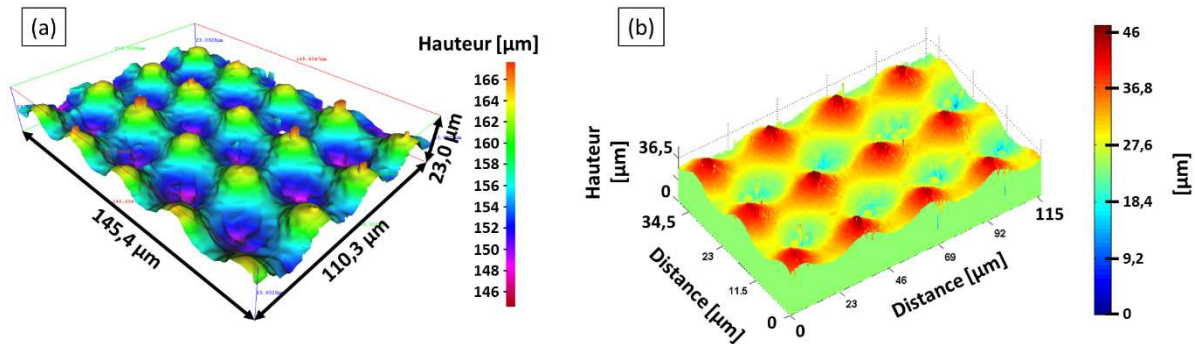 (a)
Hauteur [µm]
166
164
162
160
158
156
154
152
150
148
146
23,0 µm
145,4 µm
110,3 µm
(b)
Hauteur
[µm]
36,5
0
34,5
23
11.5
0
Distance [µm]
0
23
46
69
92
115
Distance [µm]
46
36,8
27,6
18,4
9,2
0
[µm]